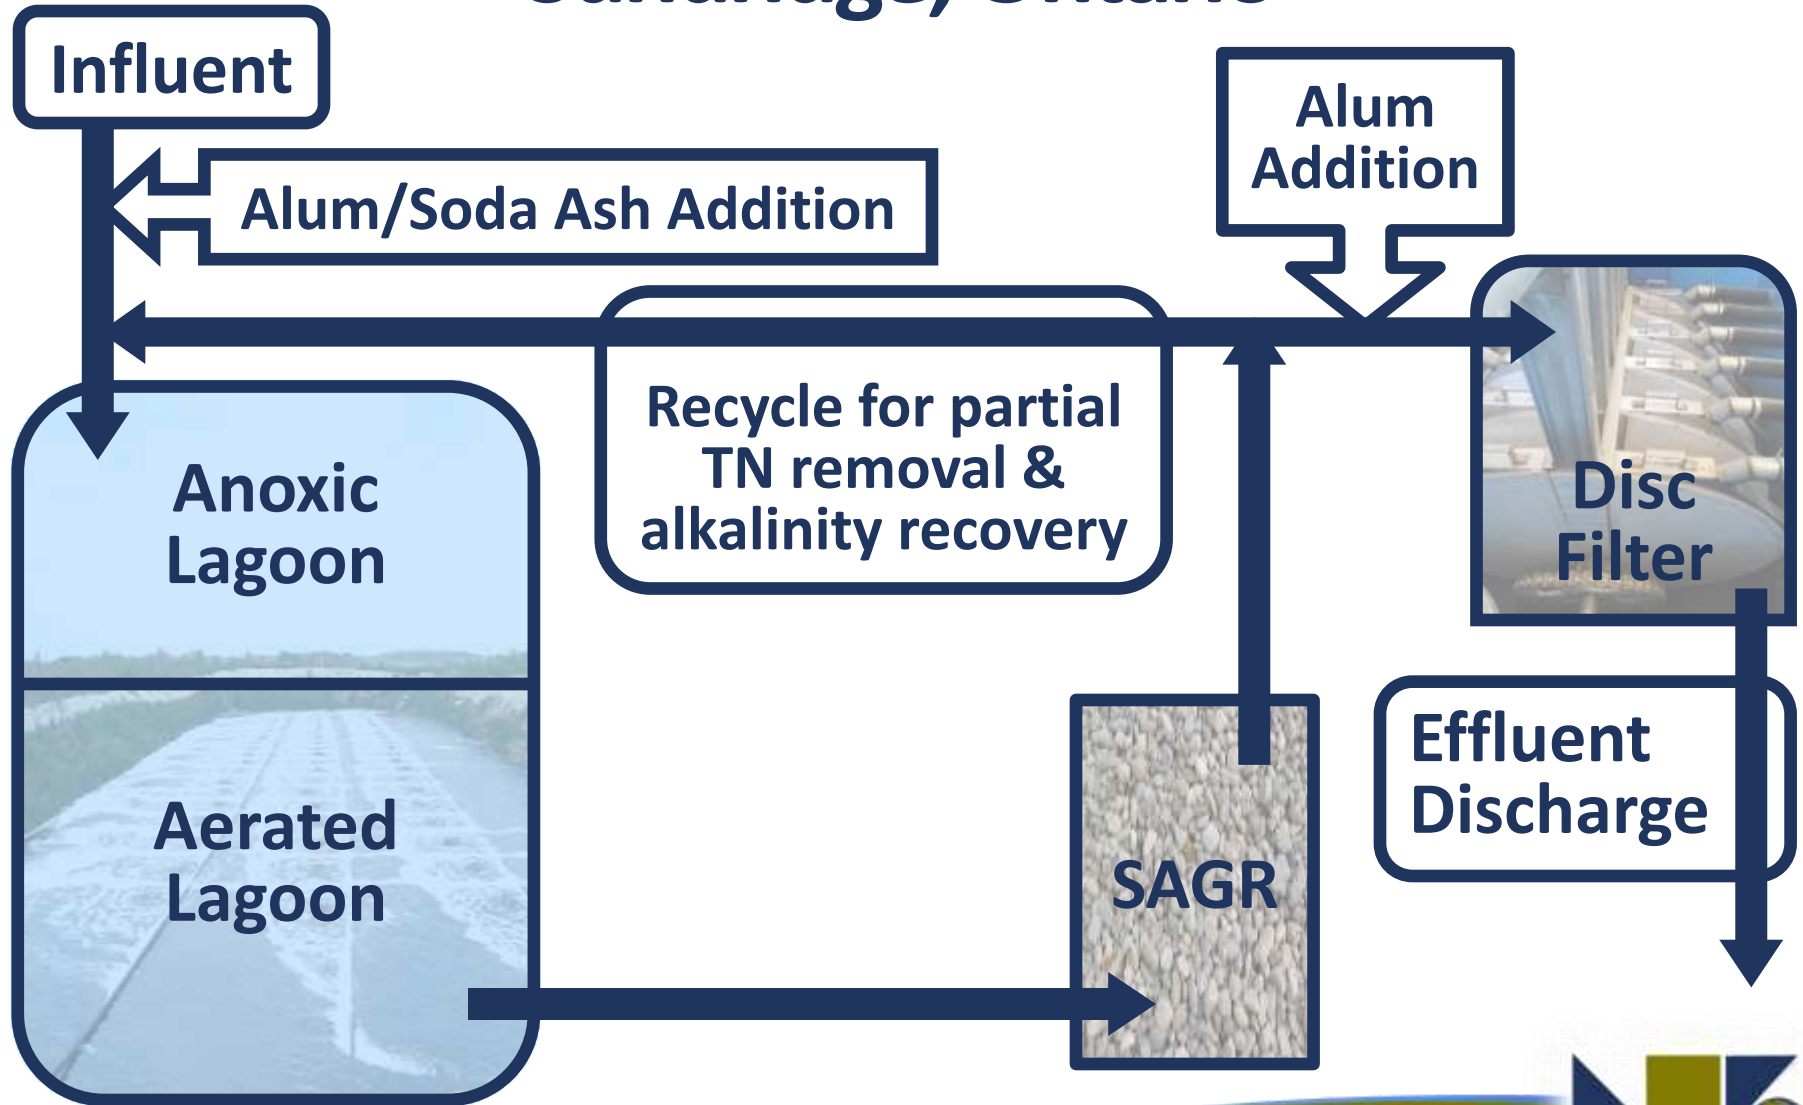 Influent
Alum/Soda Ash Addition
Alum
Addition
Recycle for partial
TN removal &
alkalinity recovery
Anoxic
Lagoon
Disc
Filter
Effluent
Discharge
Aerated
Lagoon
SAGR